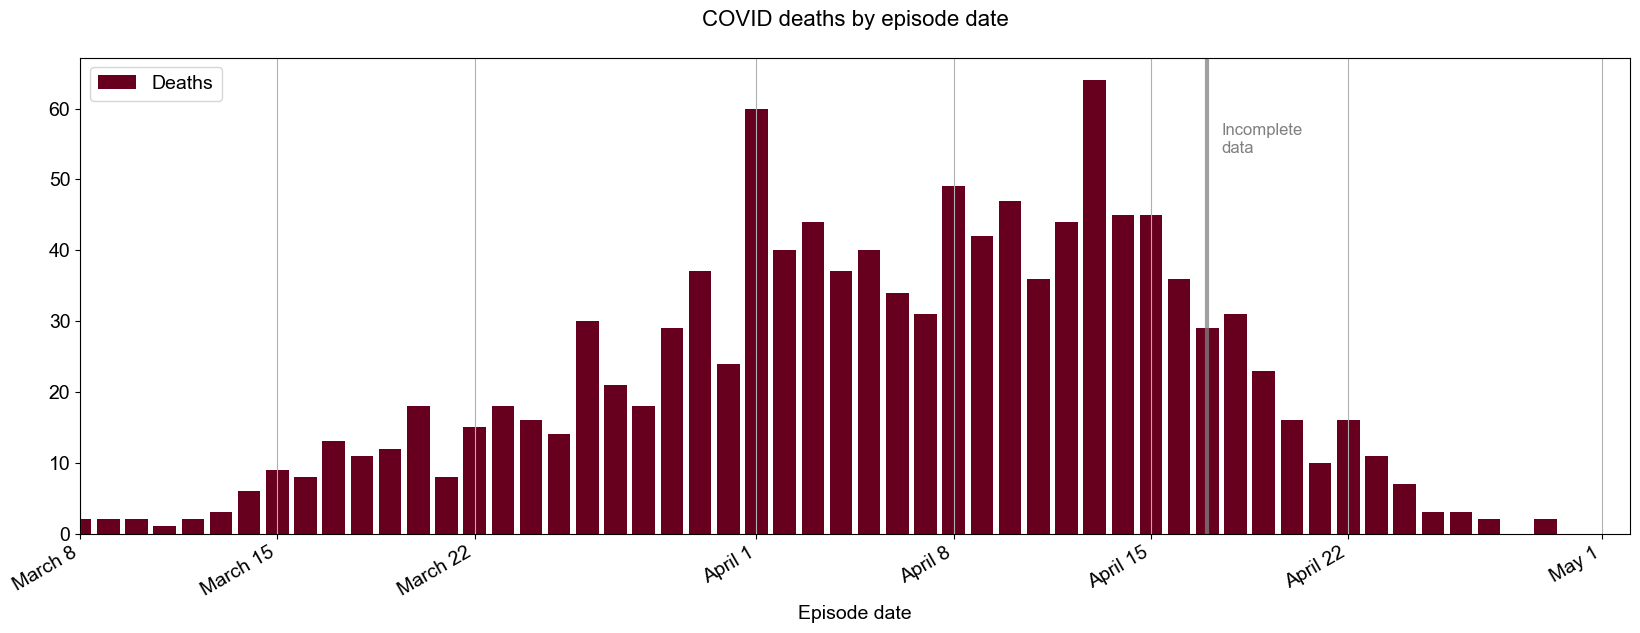 COVID deaths by episode date
Deaths
60
50
40
30
20
10
0
Incomplete
data
March 8
March 15
March 22
April 1
April 8
April 15
April 22
May 1
Episode date